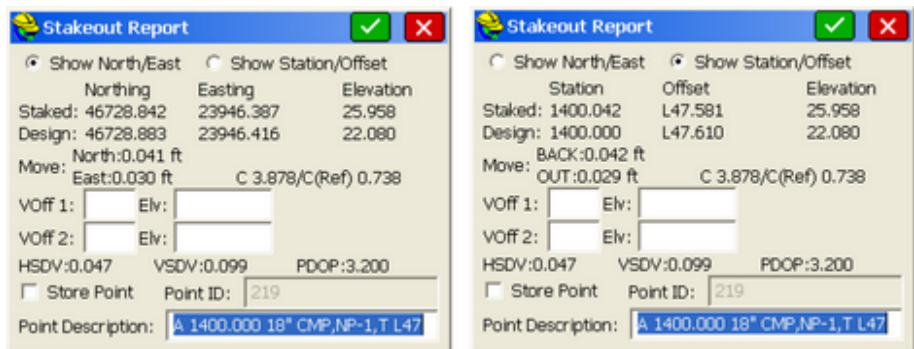 Stakeout Report
Show North/East Show Station/Offset
Northing Easting Elevation
Staked: 46728.842 23946.387 25.958
Design: 46728.883 23946.416 22.080
Move: North:0.041 ft
East:0.030 ft C 3.878/C(Ref) 0.738
VOff 1: Elv:
VOff 2: Elv:
HSDV:0.047 VSDV:0.099 PDOP:3.200
Store Point Point ID: 219
Point Description: A 1400.000 18" CMP,NP-1,T L47
Stakeout Report
Show North/East Show Station/Offset
Station Offset Elevation
Staked: 1400.042 L47.581 25.958
Design: 1400.000 L47.610 22.080
Move: BACK:0.042 ft
OUT:0.029 ft C 3.878/C(Ref) 0.738
VOff 1: Elv:
VOff 2: Elv:
HSDV:0.047 VSDV:0.099 PDOP:3.200
Store Point Point ID: 219
Point Description: A 1400.000 18" CMP,NP-1,T L47